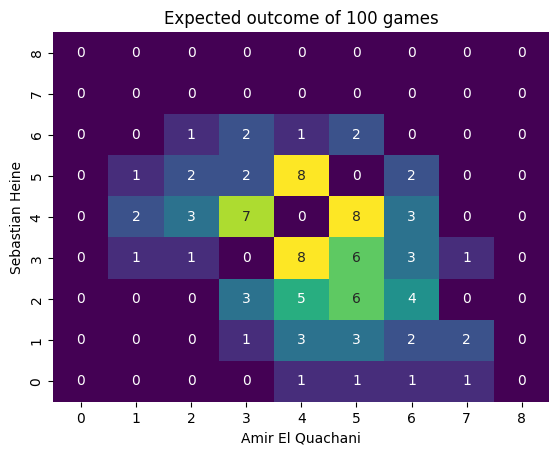 Expected outcome of 100 games
8 0 0 0 0 0 0 0 0 0
7 0 0 0 0 0 0 0 0 0
6 0 0 1 2 1 2 0 0 0
5 0 1 2 2 8 0 2 0 0
4 0 2 3 7 0 8 3 0 0
3 0 1 1 0 8 6 3 1 0
2 0 0 0 3 5 6 4 0 0
1 0 0 0 1 3 3 2 2 0
0 0 0 0 0 1 1 1 1 0
0 1 2 3 4 5 6 7 8
Sebastian Heine
Amir El Quachani